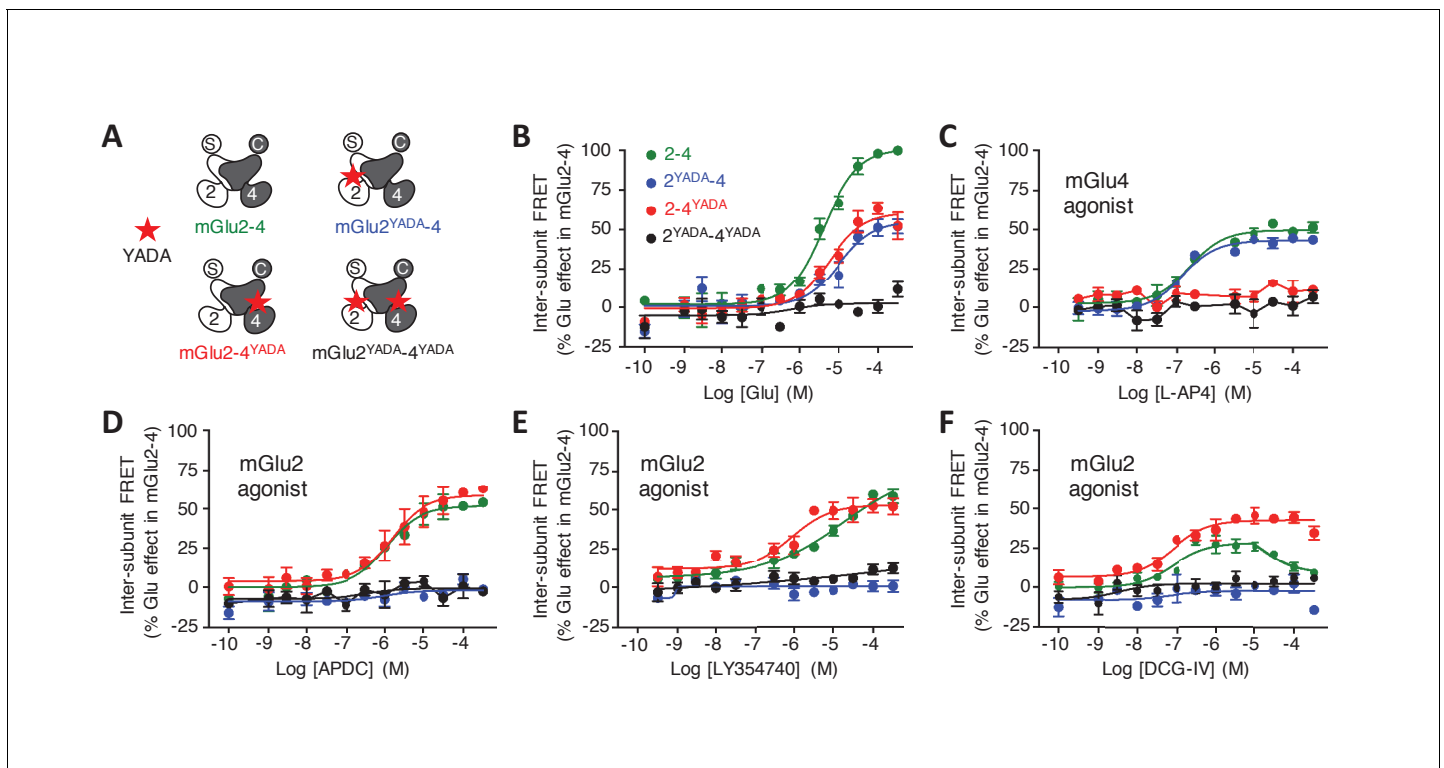 A
S
C
2
4
mGlu2-4
S
C
2
4
mGlu2YADA-4
YADA
S
C
4
mGlu2-4YADA
S
C
mGlu2YADA-4YADA
B
Inter-subunit FRET
(% Glu effect in mGlu2-4)
100
75
50
25
0
-25
2-4
2YADA-4
2-4YADA
2YADA-4YADA
-10 -9 -8 -7 -6 -5 -4
Log [Glu] (M)
C
Inter-subunit FRET
(% Glu effect in mGlu2-4)
100
75
50
25
0
-25
mGlu4
agonist
-10 -9 -8 -7 -6 -5 -4
Log [L-AP4] (M)
D
Inter-subunit FRET
(% Glu effect in mGlu2-4)
100
75
50
25
0
-25
mGlu2
agonist
-10 -9 -8 -7 -6 -5 -4
Log [APDC] (M)
E
Inter-subunit FRET
(% Glu effect in mGlu2-4)
100
75
50
25
0
-25
mGlu2
agonist
-10 -9 -8 -7 -6 -5 -4
Log [LY354740] (M)
F
Inter-subunit FRET
(% Glu effect in mGlu2-4)
100
75
50
25
0
-25
mGlu2
agonist
-10 -9 -8 -7 -6 -5 -4
Log [DCG-IV] (M)